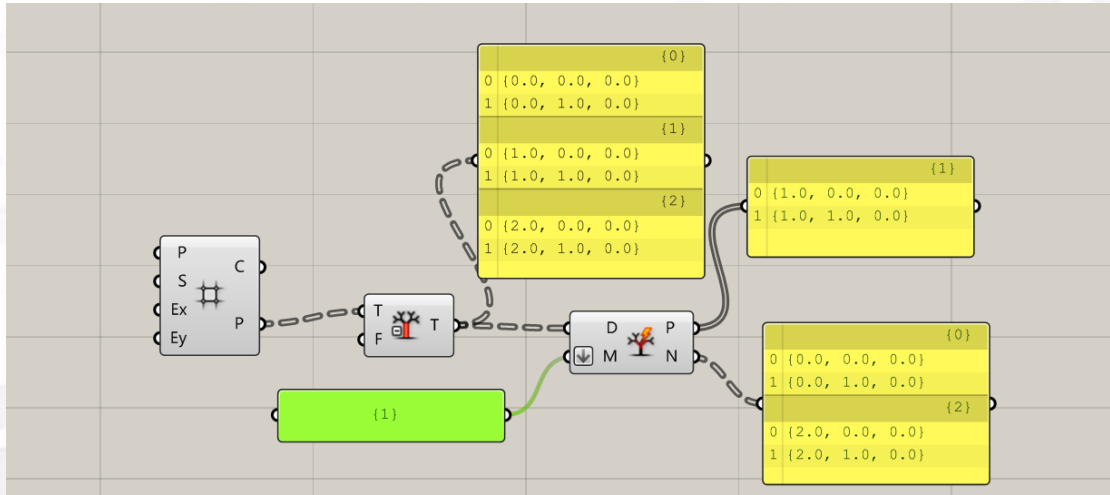 {0}
0 {0.0, 0.0, 0.0}
1 {0.0, 1.0, 0.0}
{1}
0 {1.0, 0.0, 0.0}
1 {1.0, 1.0, 0.0}
{2}
0 {2.0, 0.0, 0.0}
1 {2.0, 1.0, 0.0}
{1}
0 {1.0, 0.0, 0.0}
1 {1.0, 1.0, 0.0}
P
S
Ex
Ey
C
P
T
F
T
D
M
P
N
{1}
{0}
0 {0.0, 0.0, 0.0}
1 {0.0, 1.0, 0.0}
{2}
0 {2.0, 0.0, 0.0}
1 {2.0, 1.0, 0.0}